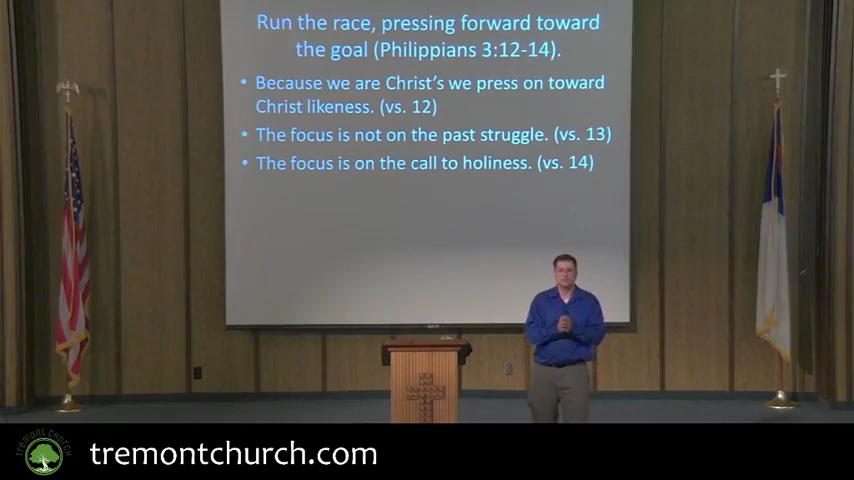 Run the race, pressing forward toward
the goal (Philippians 3:12-14).
• Because we are Christ's we press on toward
Christ likeness. (vs. 12)
• The focus is not on the past struggle. (vs. 13)
• The focus is on the call to holiness. (vs. 14)
TREMONT CHURCH
tremontchurch.com